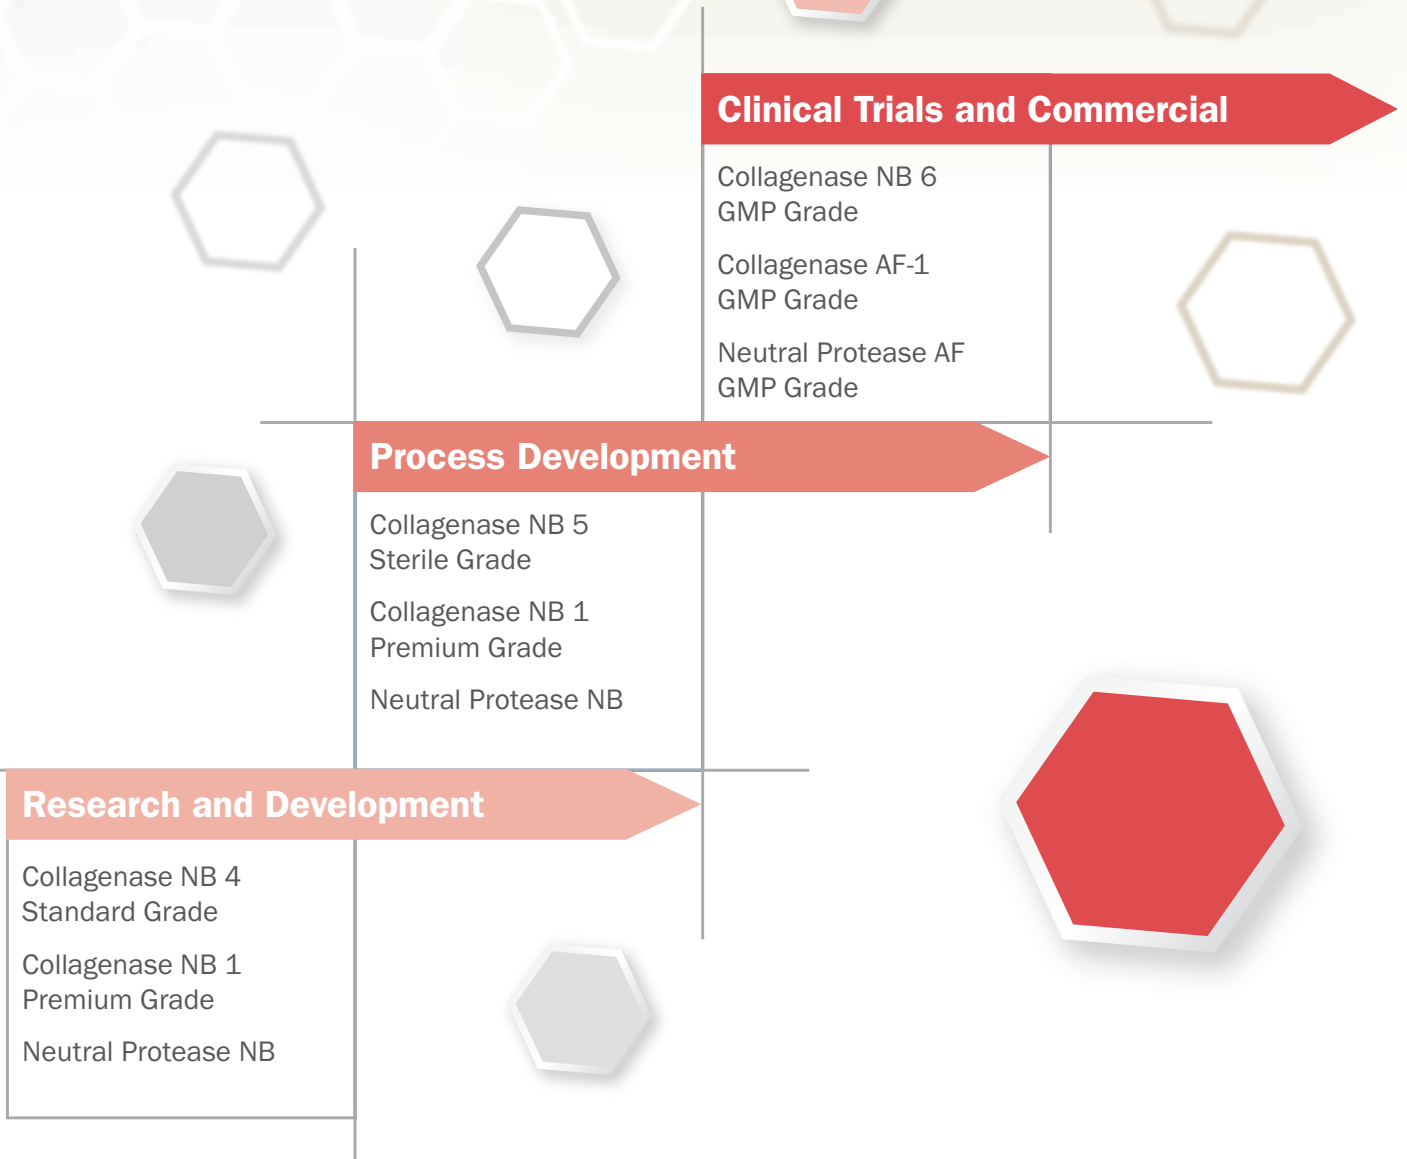 Clinical Trials and Commercial
Collagenase NB 6
GMP Grade
Collagenase AF-1
GMP Grade
Neutral Protease AF
GMP Grade
Process Development
Collagenase NB 5
Sterile Grade
Collagenase NB 1
Premium Grade
Neutral Protease NB
Research and Development
Collagenase NB 4
Standard Grade
Collagenase NB 1
Premium Grade
Neutral Protease NB